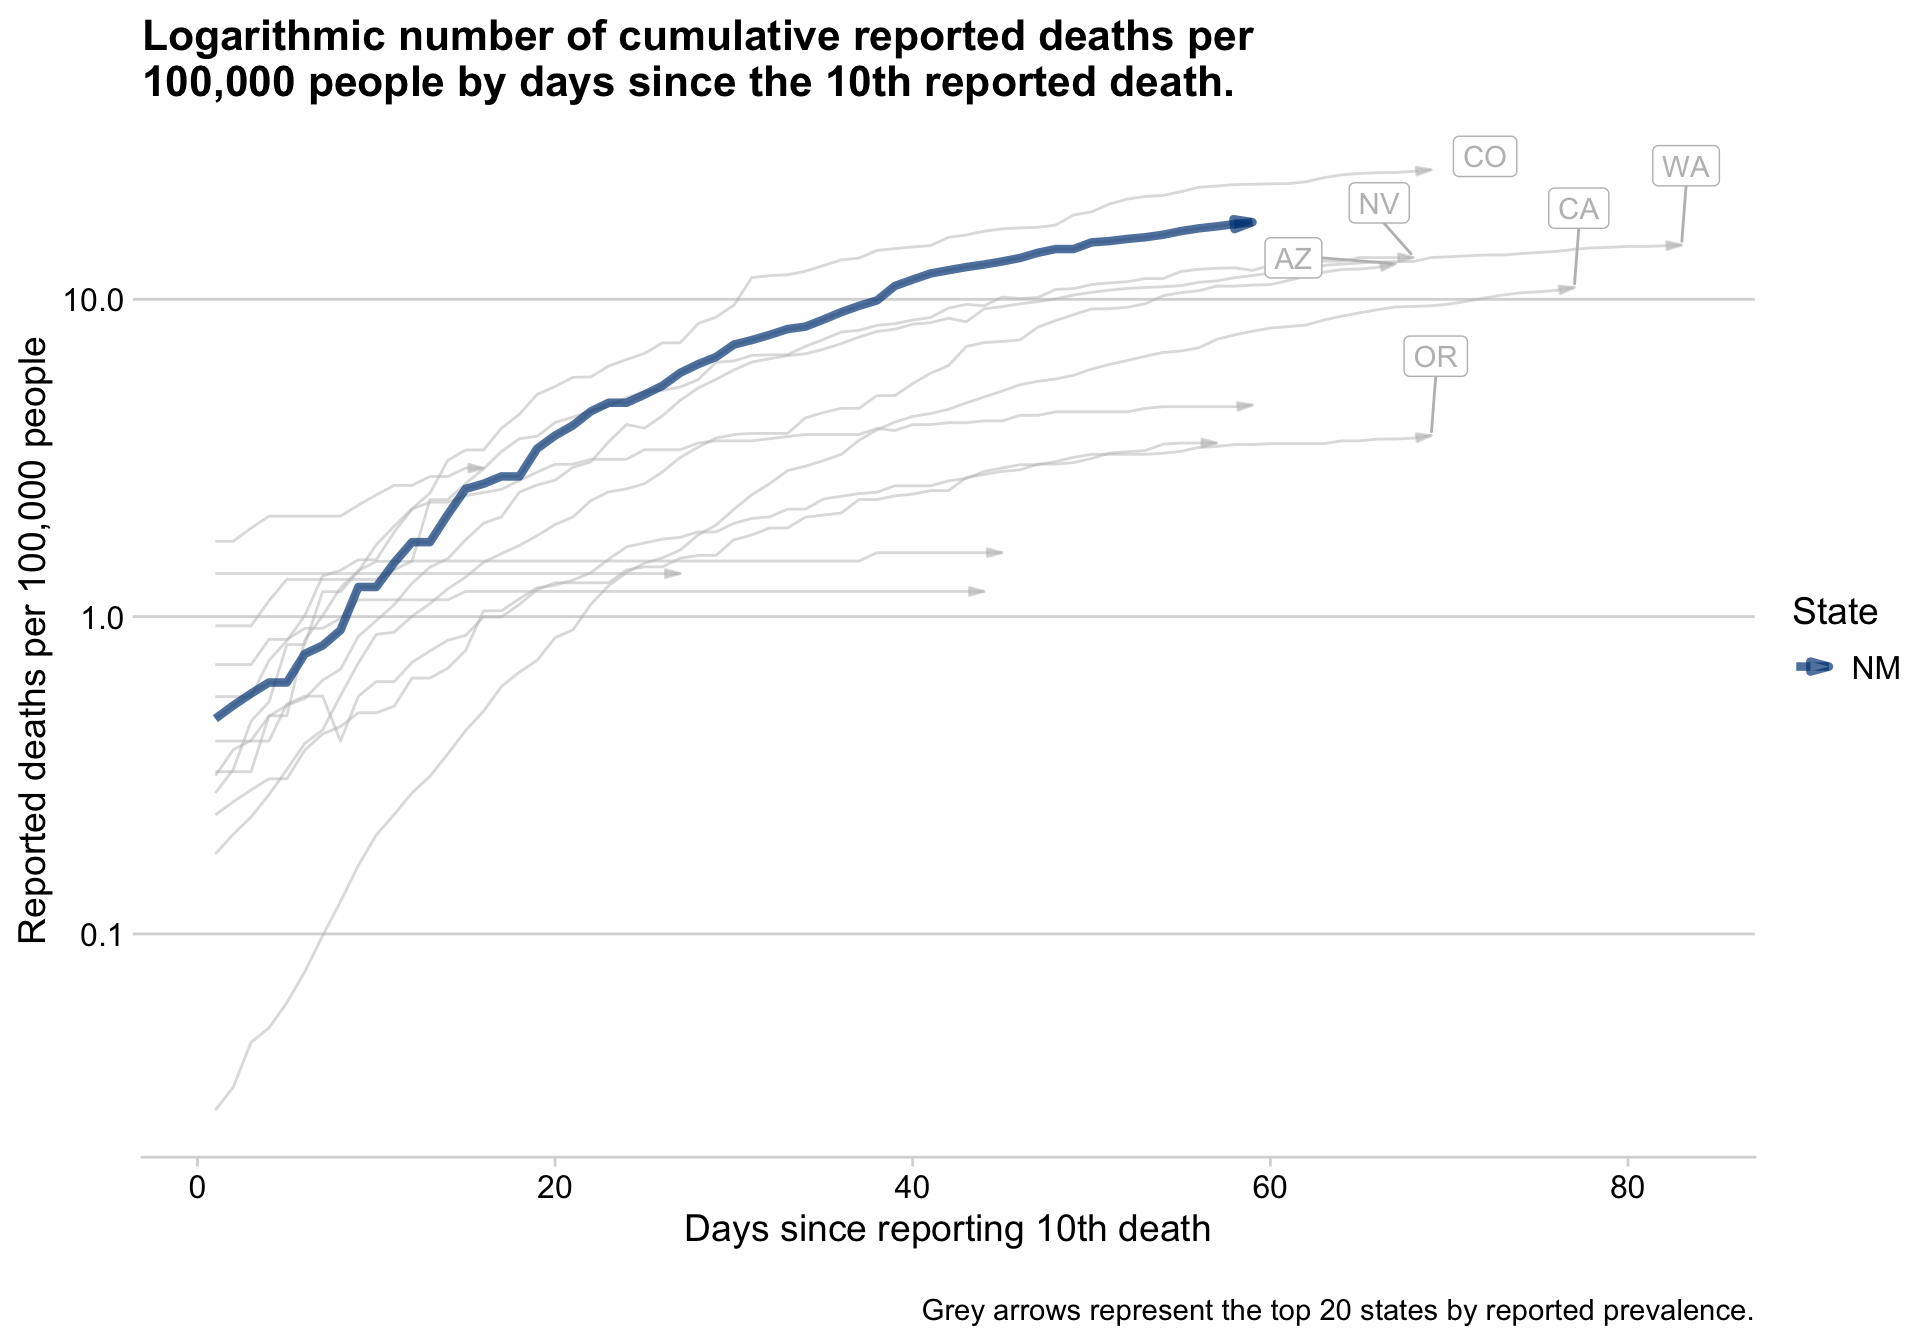 Logarithmic number of cumulative reported deaths per
100,000 people by days since the 10th reported death.
CO
WA
NV
CA
AZ
OR
10.0
1.0
0.1
Reported deaths per 100,000 people
0
20
40
60
80
Days since reporting 10th death
State
NM
Grey arrows represent the top 20 states by reported prevalence.